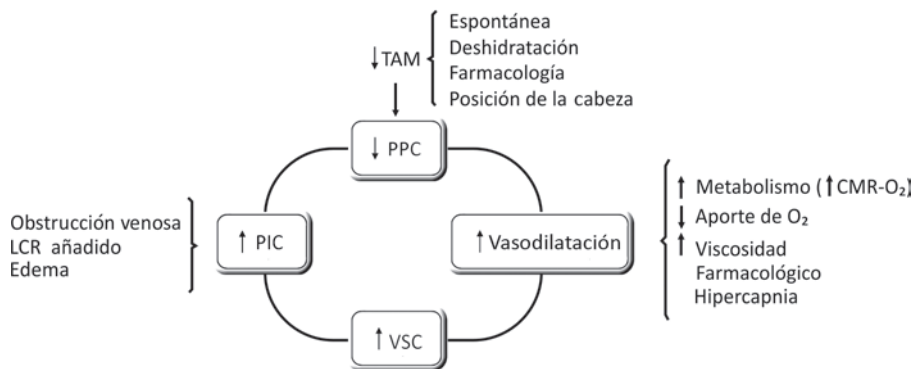 Espontánea
Deshidratación
↓ TAM
Farmacología
Posición de la cabeza
↓ PPC
↑ Metabolismo (↑CMR-O₂)
↓ Aporte de O₂
↑ Viscosidad
Farmacológico
Hipercapnia
Obstrucción venosa
LCR añadido
Edema
↑ PIC
↑ Vasodilatación
↑ VSC